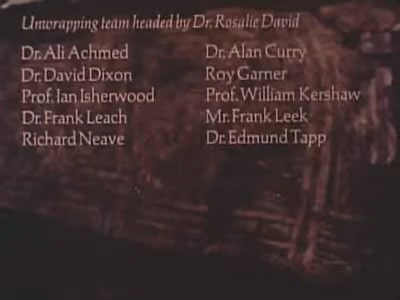 Unwrapping team headed by Dr. Rosalie David
Dr. Ali Achmed
Dr. David Dixon
Prof. Ian Isherwood
Dr. Frank Leach
Richard Neave
Dr. Alan Curry
Roy Garner
Prof. William Kershaw
Mr. Frank Leek
Dr. Edmund Tapp